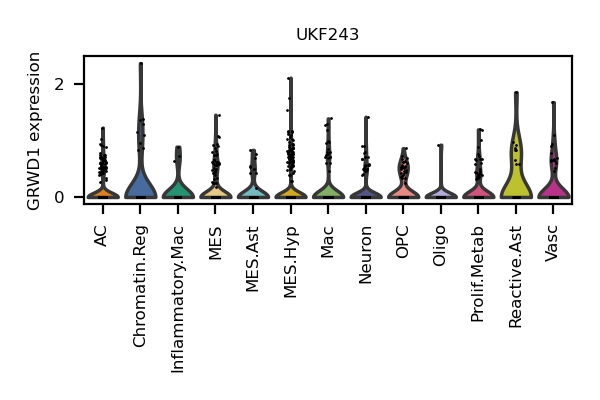 UKF243
GRWD1 expression
2
0
AC
Chromatin.Reg
Inflammatory.Mac
MES
MES.Ast
MES.Hyp
Mac
Neuron
OPC
Oligo
Prolif.Metab
Reactive.Ast
Vasc